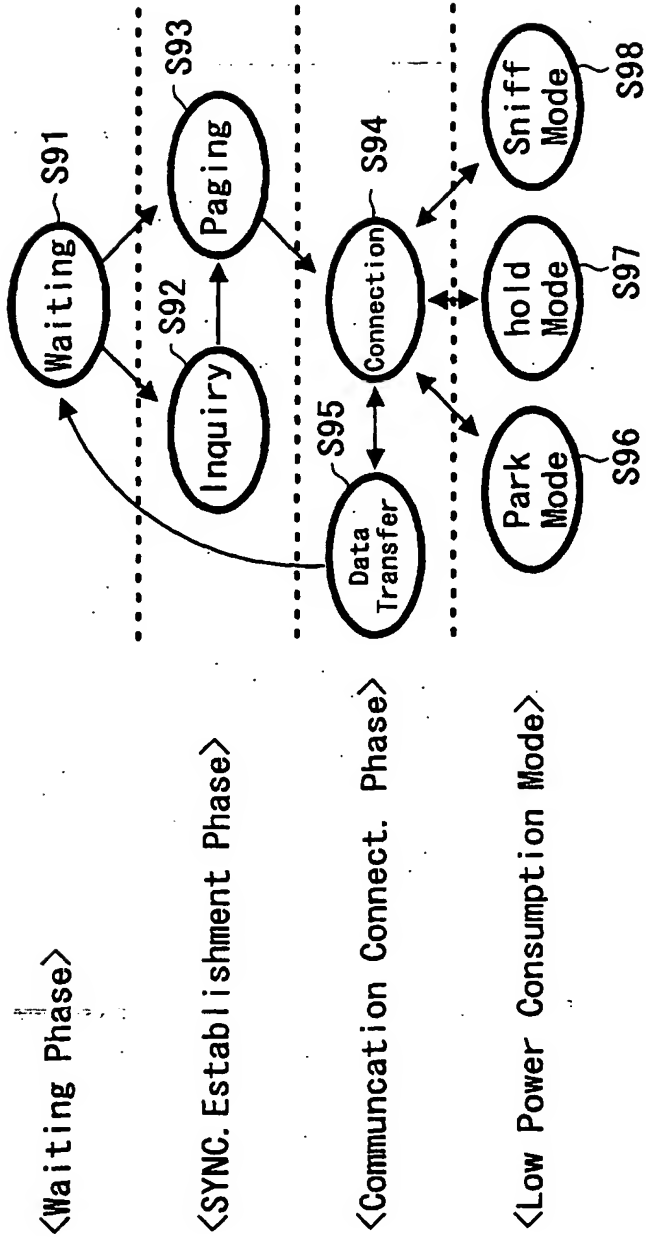 <Waiting Phase>
Waiting
S91
<SYNC. Establishment Phase>
Inquiry
S92
Paging
S93
<Communcation Connect. Phase>
Data
Transfer
S95
Connection
S94
<Low Power Consumption Mode>
Park
Mode
S96
hold
Mode
S97
Sniff
Mode
S98